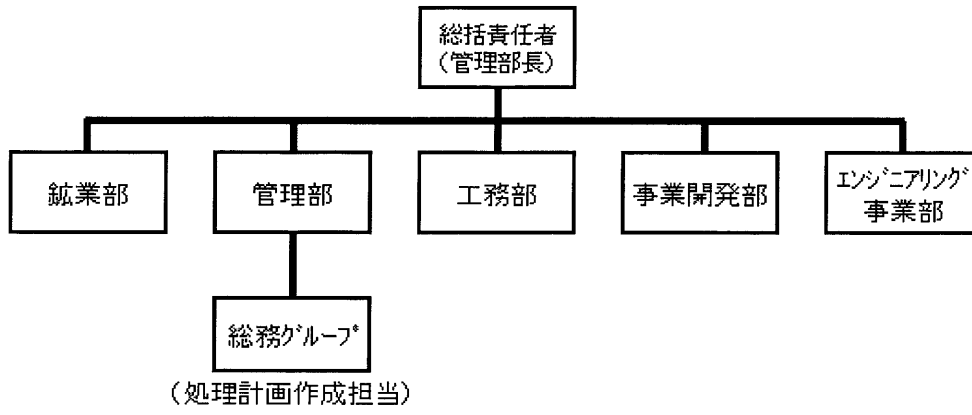 総括責任者
(管理部長)
鉱業部
管理部
工務部
事業開発部
ｴﾝｼﾞﾆｱﾘﾝｸﾞ
事業部
総務ｸﾞﾙｰﾌﾟ
(処理計画作成担当)